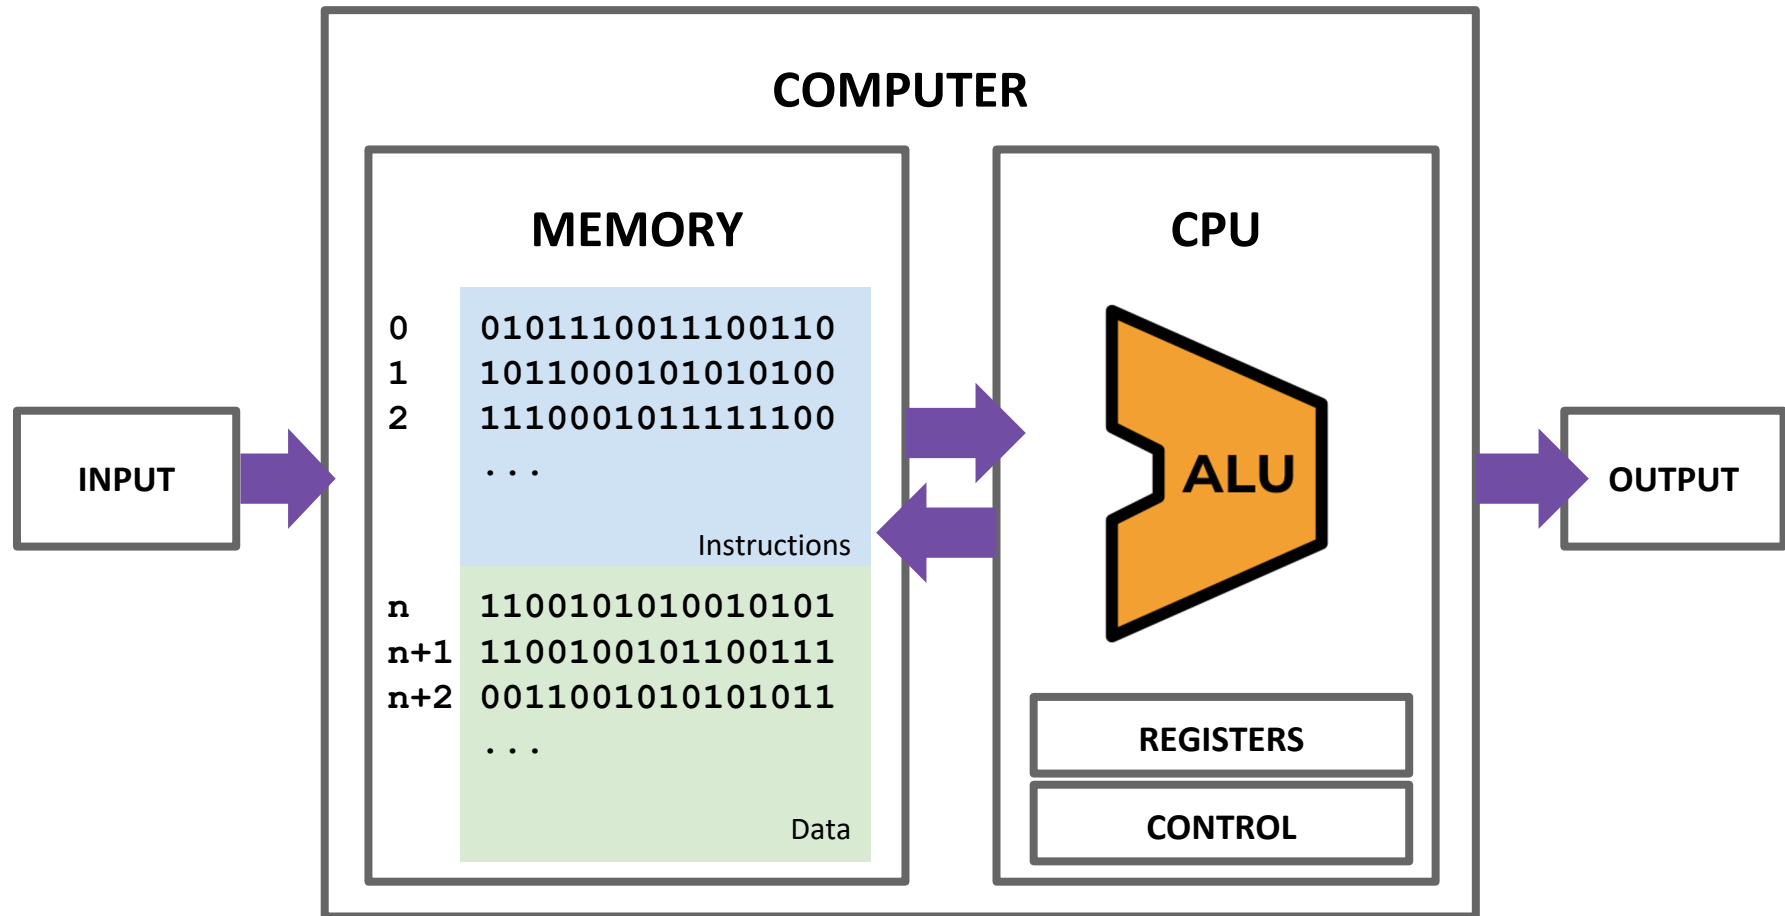 COMPUTER
MEMORY
0 0101110011100110
1 1011000101010100
2 1110001011111100
...
Instructions
n 1100101010010101
n+1 1100100101100111
n+2 0011001010101011
...
Data
CPU
ALU
REGISTERS
CONTROL
INPUT
OUTPUT